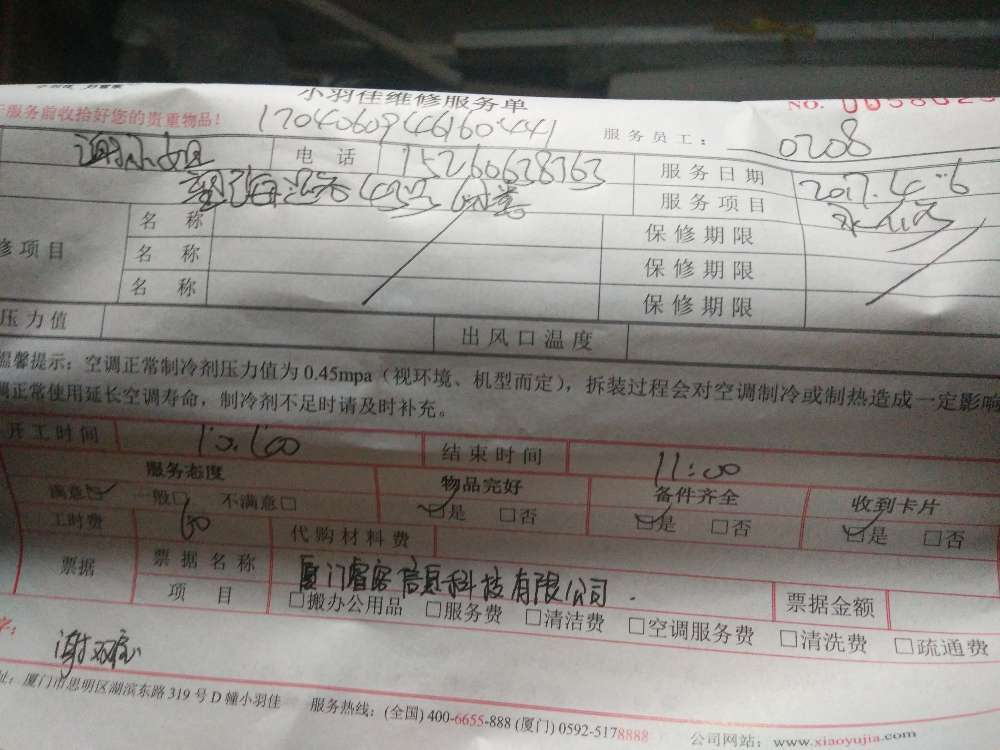 小羽佳维修服务单
服务前收拾好您的贵重物品! 17040609446160441 服务员工: 0208 NO.
电话 15260628363 服务日期 2017.4.6
服务项目
修项目 名称 保修期限
名称 保修期限
名称 保修期限
压力值 出风口温度
温馨提示: 空调正常制冷剂压力值为 0.45mpa (视环境、机型而定), 拆装过程会对空调制冷或制热造成一定影响
调正常使用延长空调寿命, 制冷剂不足时请及时补充。
开工时间 结束时间 11:00
服务态度 物品完好 备件齐全 收到卡片
满意☑ 一般□ 不满意□ ☑是 □否 ☑是 □否 ☑是 □否
工时费 60 代购材料费
票据 票据名称 厦门睿客信息科技有限公司.
项目 □搬办公用品 □服务费 □清洁费 □空调服务费 □清洗费 □疏通费 票据金额
址: 厦门市思明区湖滨东路 319 号 D 幢小羽佳 服务热线: (全国) 400-6655-888 (厦门) 0592-5178888
公司网站: www.xiaoyujia.com